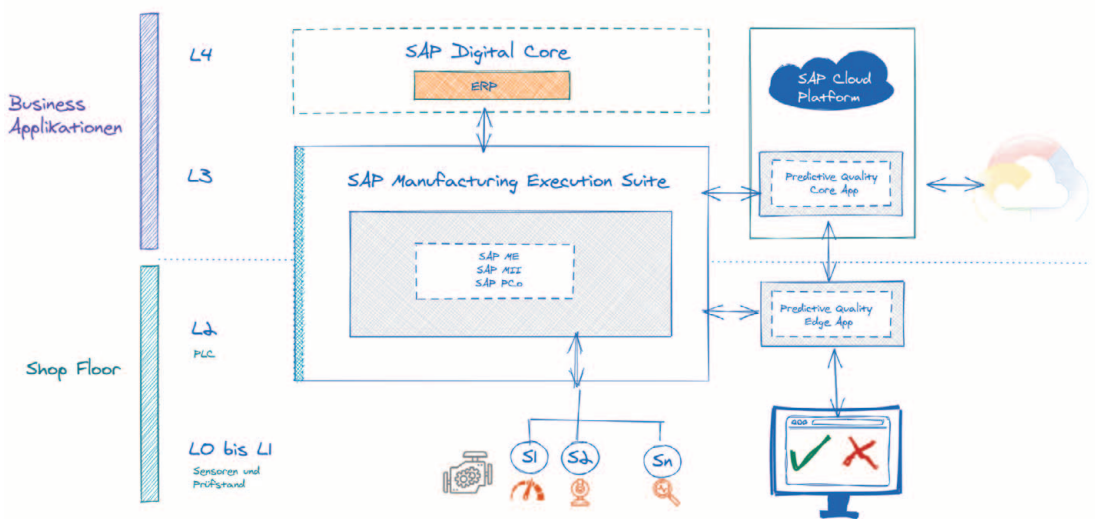 L4
SAP Digital Core
ERP
SAP Cloud
Platform
Business
Applikationen
L3
SAP Manufacturing Execution Suite
Predictive Quality
Core App
SAP ME
SAP MII
SAP PCo
Predictive Quality
Edge App
L2
PLC
Shop Floor
L0 bis L1
Sensoren und
Prüfstand
S1
S2
Sn